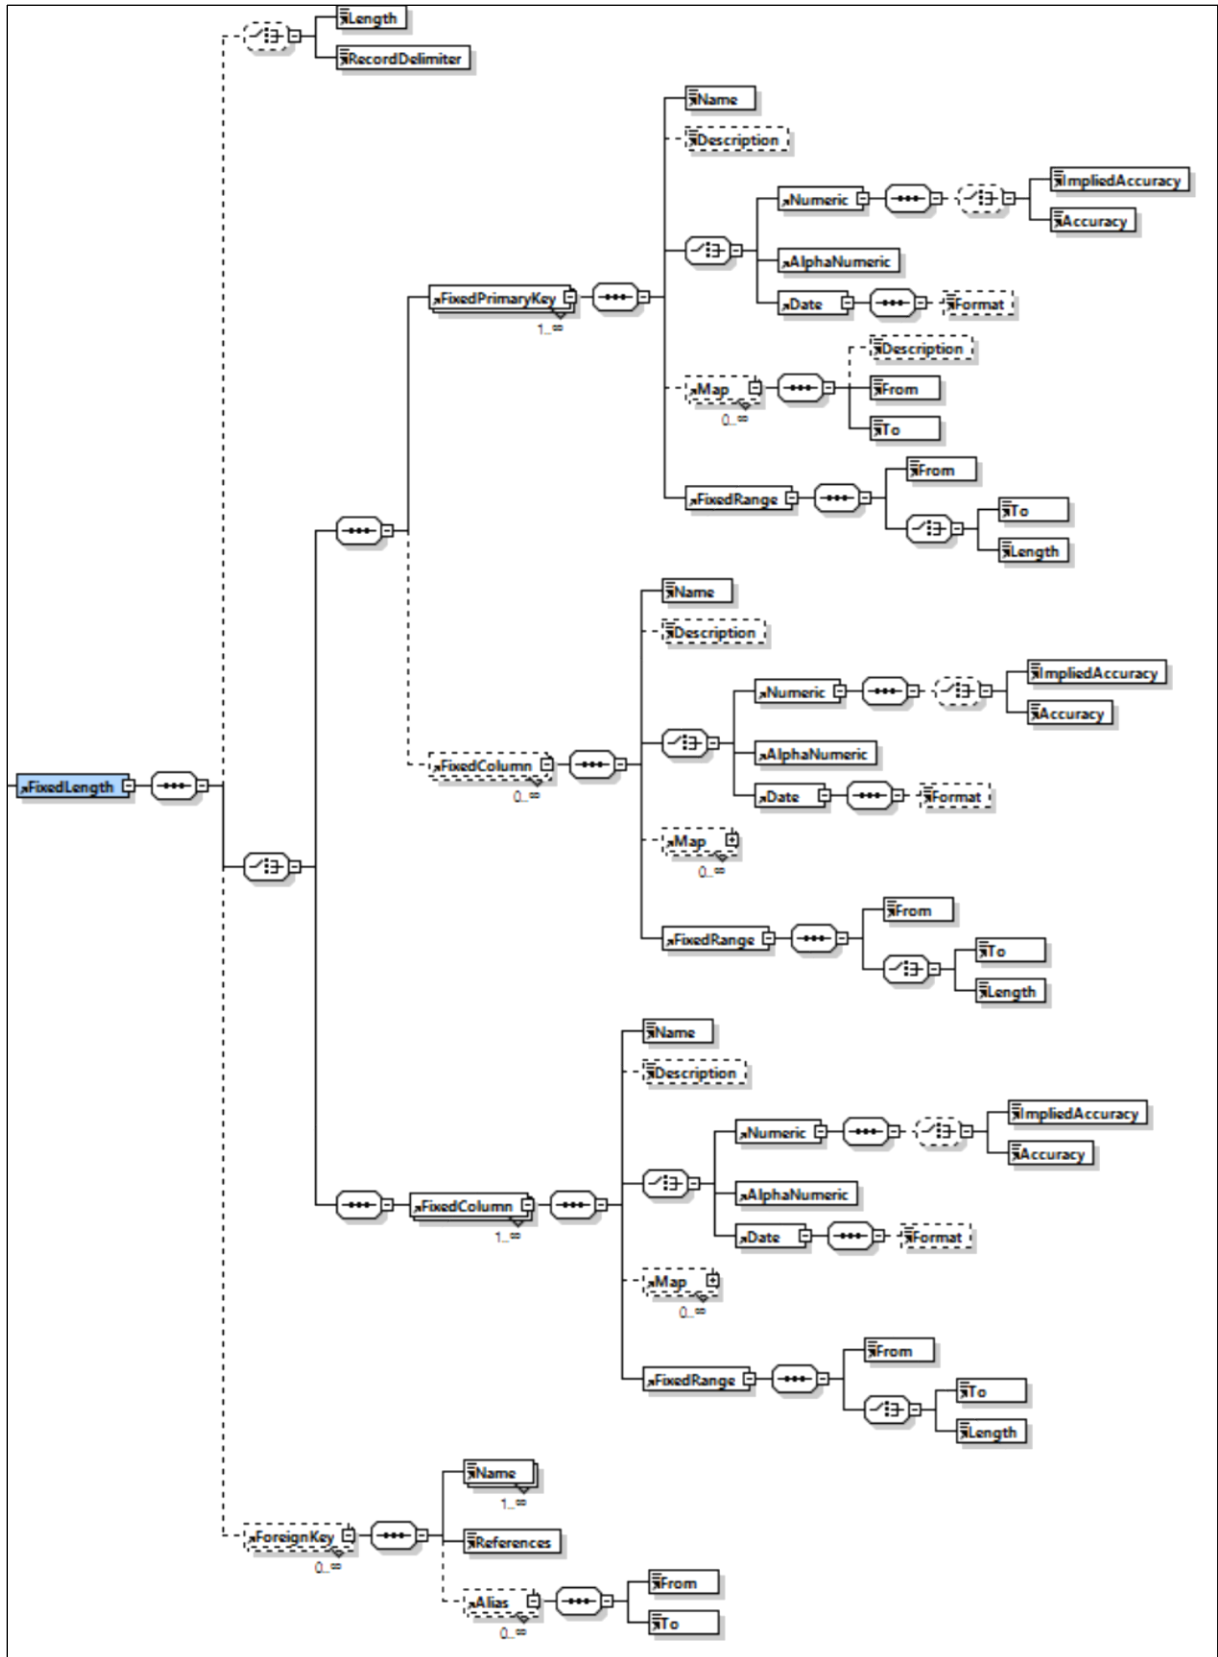 Length
RecordDelimiter
Name
Description
ImpliedAccuracy
Numeric
Accuracy
AlphaNumeric
FixedPrimaryKey
1..∞
Date
Format
Description
Map
0..∞
From
To
From
FixedRange
To
Length
Name
Description
ImpliedAccuracy
Numeric
Accuracy
AlphaNumeric
FixedColumn
0..∞
FixedLength
Date
Format
Map
0..∞
From
FixedRange
To
Length
Name
Description
ImpliedAccuracy
Numeric
Accuracy
AlphaNumeric
FixedColumn
1..∞
Date
Format
Map
0..∞
From
FixedRange
To
Length
Name
1..∞
ForeignKey
0..∞
References
From
Alias
0..∞
To